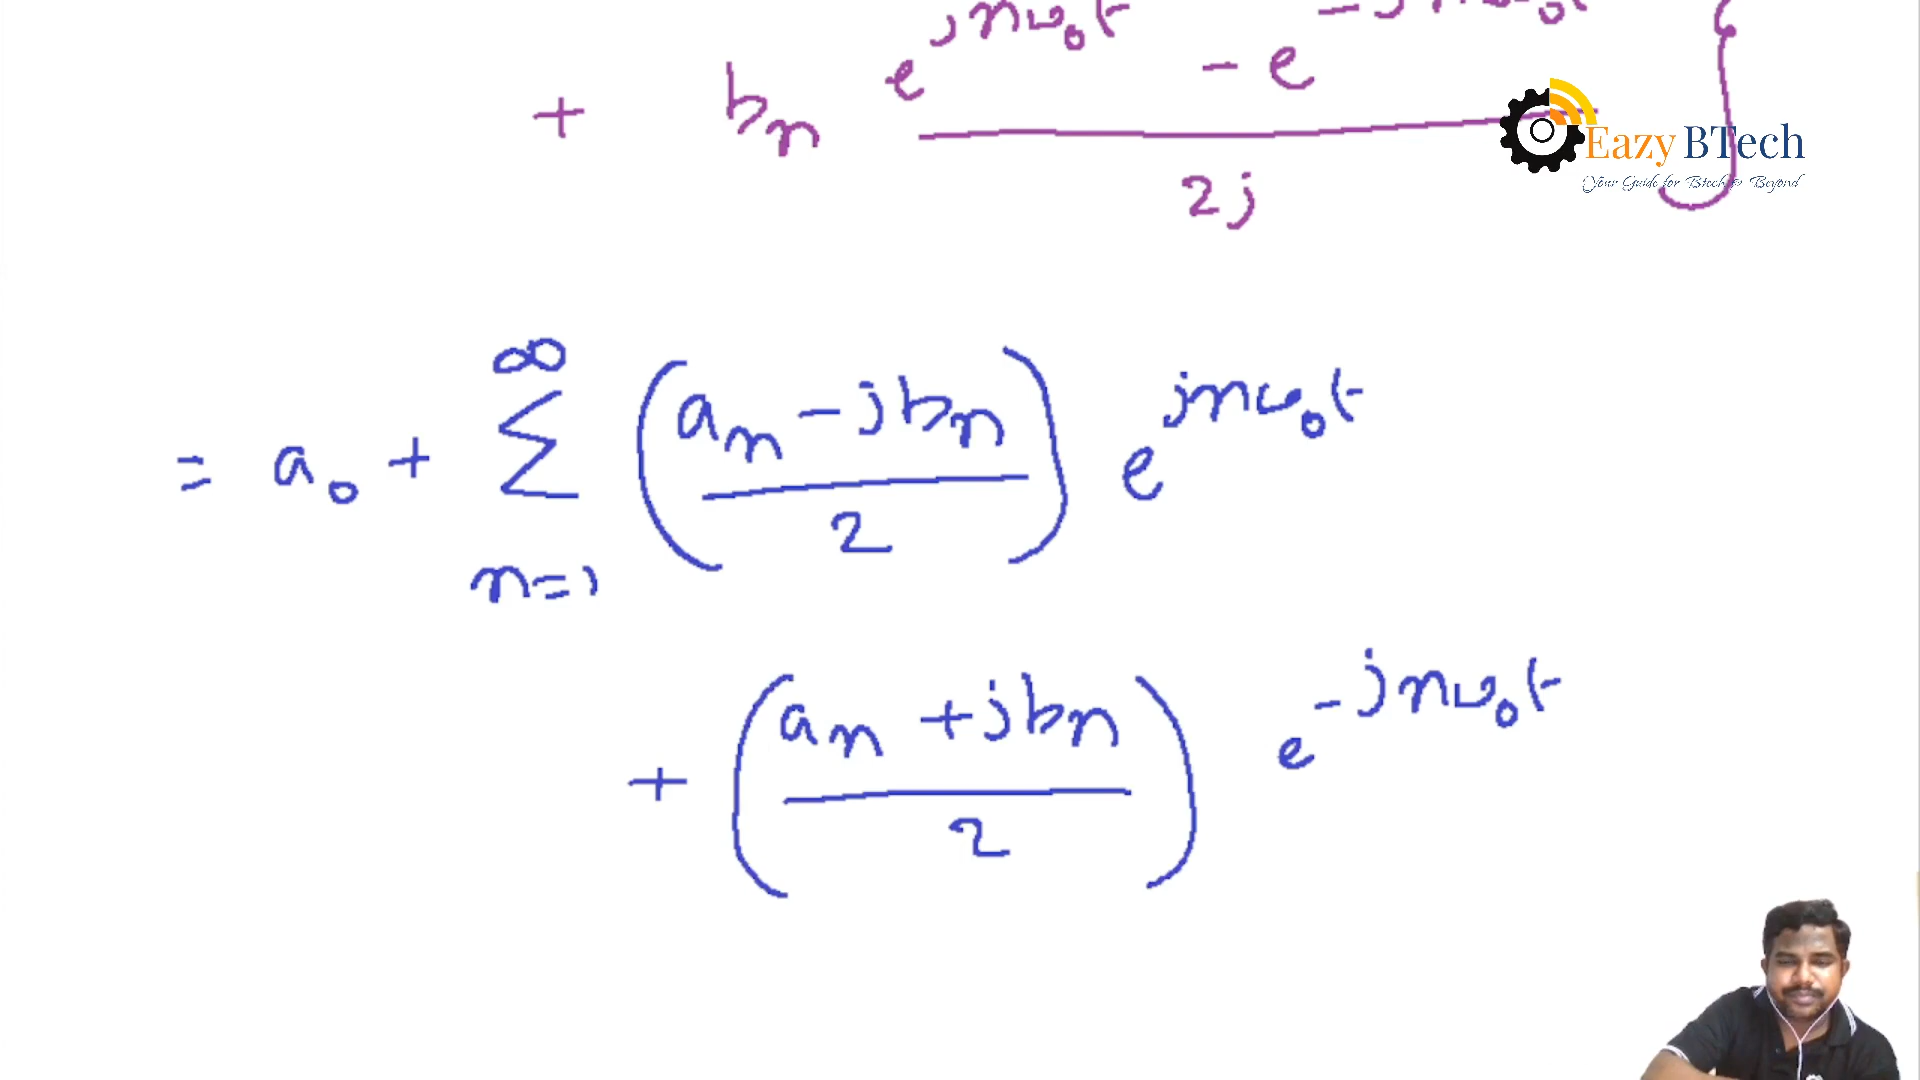 + bₙ (e^{jnω₀t} - e^{-jnω₀t}) / 2j }
Eazy BTech
Your Guide for Btech & Beyond
= a₀ + ∑_{n=1}^{∞} ((aₙ - jbₙ) / 2) e^{jnω₀t}
+ ((aₙ + jbₙ) / 2) e^{-jnω₀t}